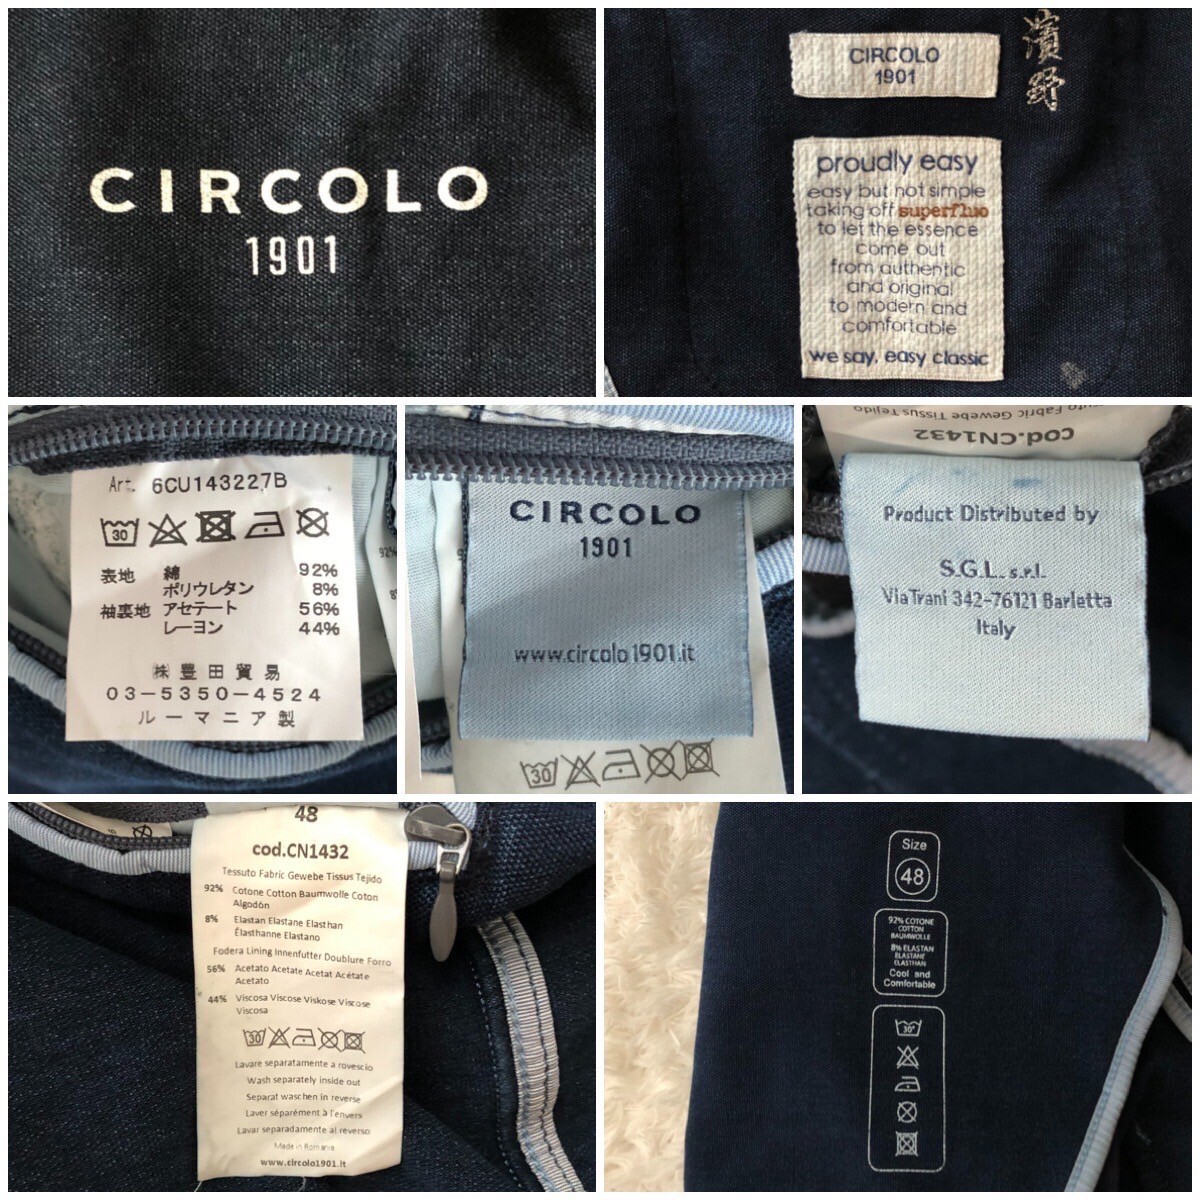 CIRCOLO
1901
CIRCOLO
1901
濱野
proudly easy
easy but not simple
taking off superfluo
to let the essence
come out
from authentic
and original
to modern and
comfortable
we say, easy classic
Art. 6CU143227B
30
表地 綿 92%
ポリウレタン 8%
袖裏地 アセテート 56%
レーヨン 44%
㈱豊田貿易
03-5350-4524
ルーマニア製
92%
CIRCOLO
1901
www.circolo1901.it
30
Fabric Gewebe Tissus Tejido
cod.CN1432
Product Distributed by
S.G.L. s.r.l.
Via Trani 342-76121 Barletta
Italy
48
cod.CN1432
Tessuto Fabric Gewebe Tissus Tejido
92% Cotone Cotton Baumwolle Coton
Algodón
8% Elastan Elastane Elasthan
Élasthanne Elastano
Fodera Lining Innenfutter Doublure Forro
56% Acetato Acetate Acetat Acétate
Acetato
44% Viscosa Viscose Viskose Viscose
Viscosa
30
Lavare separatamente a rovescio
Wash separately inside out
Separat waschen in reverse
Laver séparément à l'envers
Lavar separadamente al reverso
Made in Romania
www.circolo1901.it
Size
48
92% COTONE
COTTON
BAUMWOLLE
8% ELASTAN
ELASTANE
ELASTHAN
Cool and
Comfortable
30°